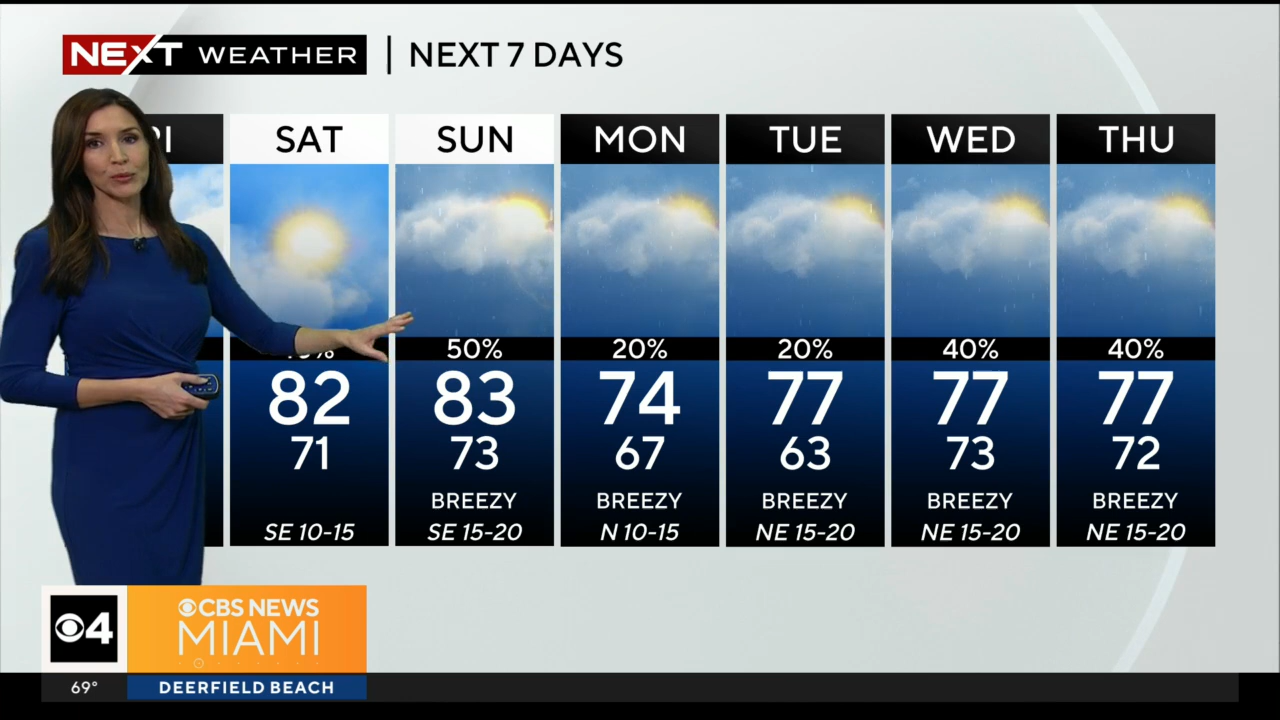 NEXT WEATHER | NEXT 7 DAYS
SAT SUN MON TUE WED THU
50% 20% 20% 40% 40%
82 83 74 77 77 77
71 73 67 63 73 72
BREEZY BREEZY BREEZY BREEZY BREEZY
SE 10-15 SE 15-20 N 10-15 NE 15-20 NE 15-20 NE 15-20
4
CBS NEWS
MIAMI
69° DEERFIELD BEACH